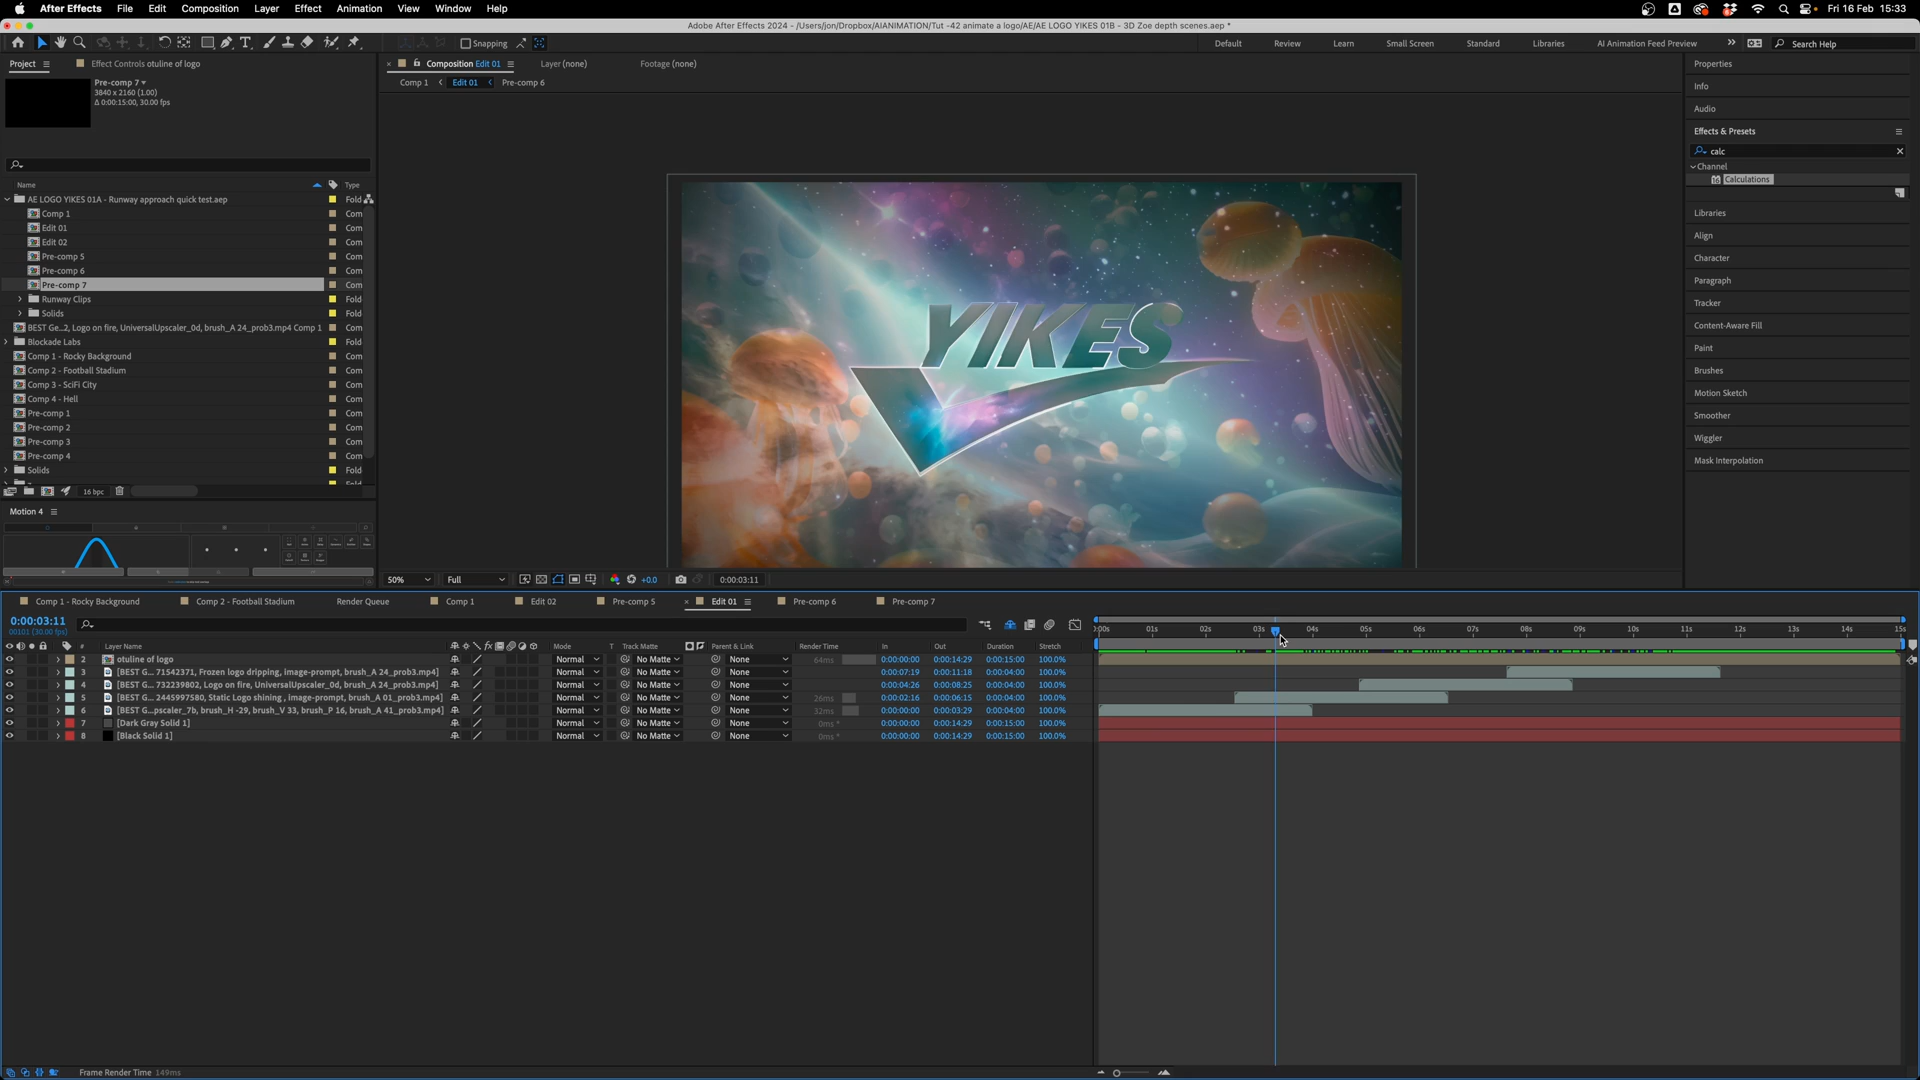 After Effects File Edit Composition Layer Effect Animation View Window Help Fri 16 Feb 15:33
Adobe After Effects 2024 - /Users/jon/Dropbox/AIANIMATION/Tut -42 animate a logo/AE/AE LOGO YIKES 01B - 3D Zoe depth scenes.aep *
Snapping Default Review Learn Small Screen Standard Libraries AI Animation Feed Preview Search Help
Project Effect Controls otuline of logo Composition Edit 01 Layer (none) Footage (none) Properties
Pre-comp 7
3840 x 2160 (1.00)
Δ 0:00:15:00, 30.00 fps
Comp 1 Edit 01 Pre-comp 6
Info
Audio
Effects & Presets
calc
Channel
Calculations
Libraries
Align
Character
Paragraph
Tracker
Content-Aware Fill
Paint
Brushes
Motion Sketch
Smoother
Wiggler
Mask Interpolation
Name Type
AE LOGO YIKES 01A - Runway approach quick test.aep Fold
Comp 1 Com
Edit 01 Com
Edit 02 Com
Pre-comp 5 Com
Pre-comp 6 Com
Pre-comp 7 Com
Runway Clips Fold
Solids Fold
BEST Ge...2, Logo on fire, UniversalUpscaler_0d, brush_A 24_prob3.mp4 Comp 1 Com
Blockade Labs Fold
Comp 1 - Rocky Background Com
Comp 2 - Football Stadium Com
Comp 3 - SciFi City Com
Comp 4 - Hell Com
Pre-comp 1 Com
Pre-comp 2 Com
Pre-comp 3 Com
Pre-comp 4 Com
Solids Fold
16 bpc
Motion 4
YIKES
50% Full +0.0 0:00:03:11
Comp 1 - Rocky Background Comp 2 - Football Stadium Render Queue Comp 1 Edit 02 Pre-comp 5 Edit 01 Pre-comp 6 Pre-comp 7
0:00:03:11
00101 (30.00 fps)
:00s 01s 02s 03s 04s 05s 06s 07s 08s 09s 10s 11s 12s 13s 14s 15s
# Layer Name Mode T Track Matte Parent & Link Render Time In Out Duration Stretch
2 otuline of logo Normal No Matte None 64ms 0:00:00:00 0:00:14:29 0:00:15:00 100.0%
3 [BEST G... 71542371, Frozen logo dripping, image-prompt, brush_A 24_prob3.mp4] Normal No Matte None 0:00:07:19 0:00:11:18 0:00:04:00 100.0%
4 [BEST G... 732239802, Logo on fire, UniversalUpscaler_0d, brush_A 24_prob3.mp4] Normal No Matte None 0:00:04:26 0:00:08:25 0:00:04:00 100.0%
5 [BEST G... 2445997580, Static Logo shining , image-prompt, brush_A 01_prob3.mp4] Normal No Matte None 26ms 0:00:02:16 0:00:06:15 0:00:04:00 100.0%
6 [BEST G...pscaler_7b, brush_H -29, brush_V 33, brush_P 16, brush_A 41_prob3.mp4] Normal No Matte None 32ms 0:00:00:00 0:00:03:29 0:00:04:00 100.0%
7 [Dark Gray Solid 1] Normal No Matte None 0ms * 0:00:00:00 0:00:14:29 0:00:15:00 100.0%
8 [Black Solid 1] Normal No Matte None 0ms * 0:00:00:00 0:00:14:29 0:00:15:00 100.0%
Frame Render Time 149ms